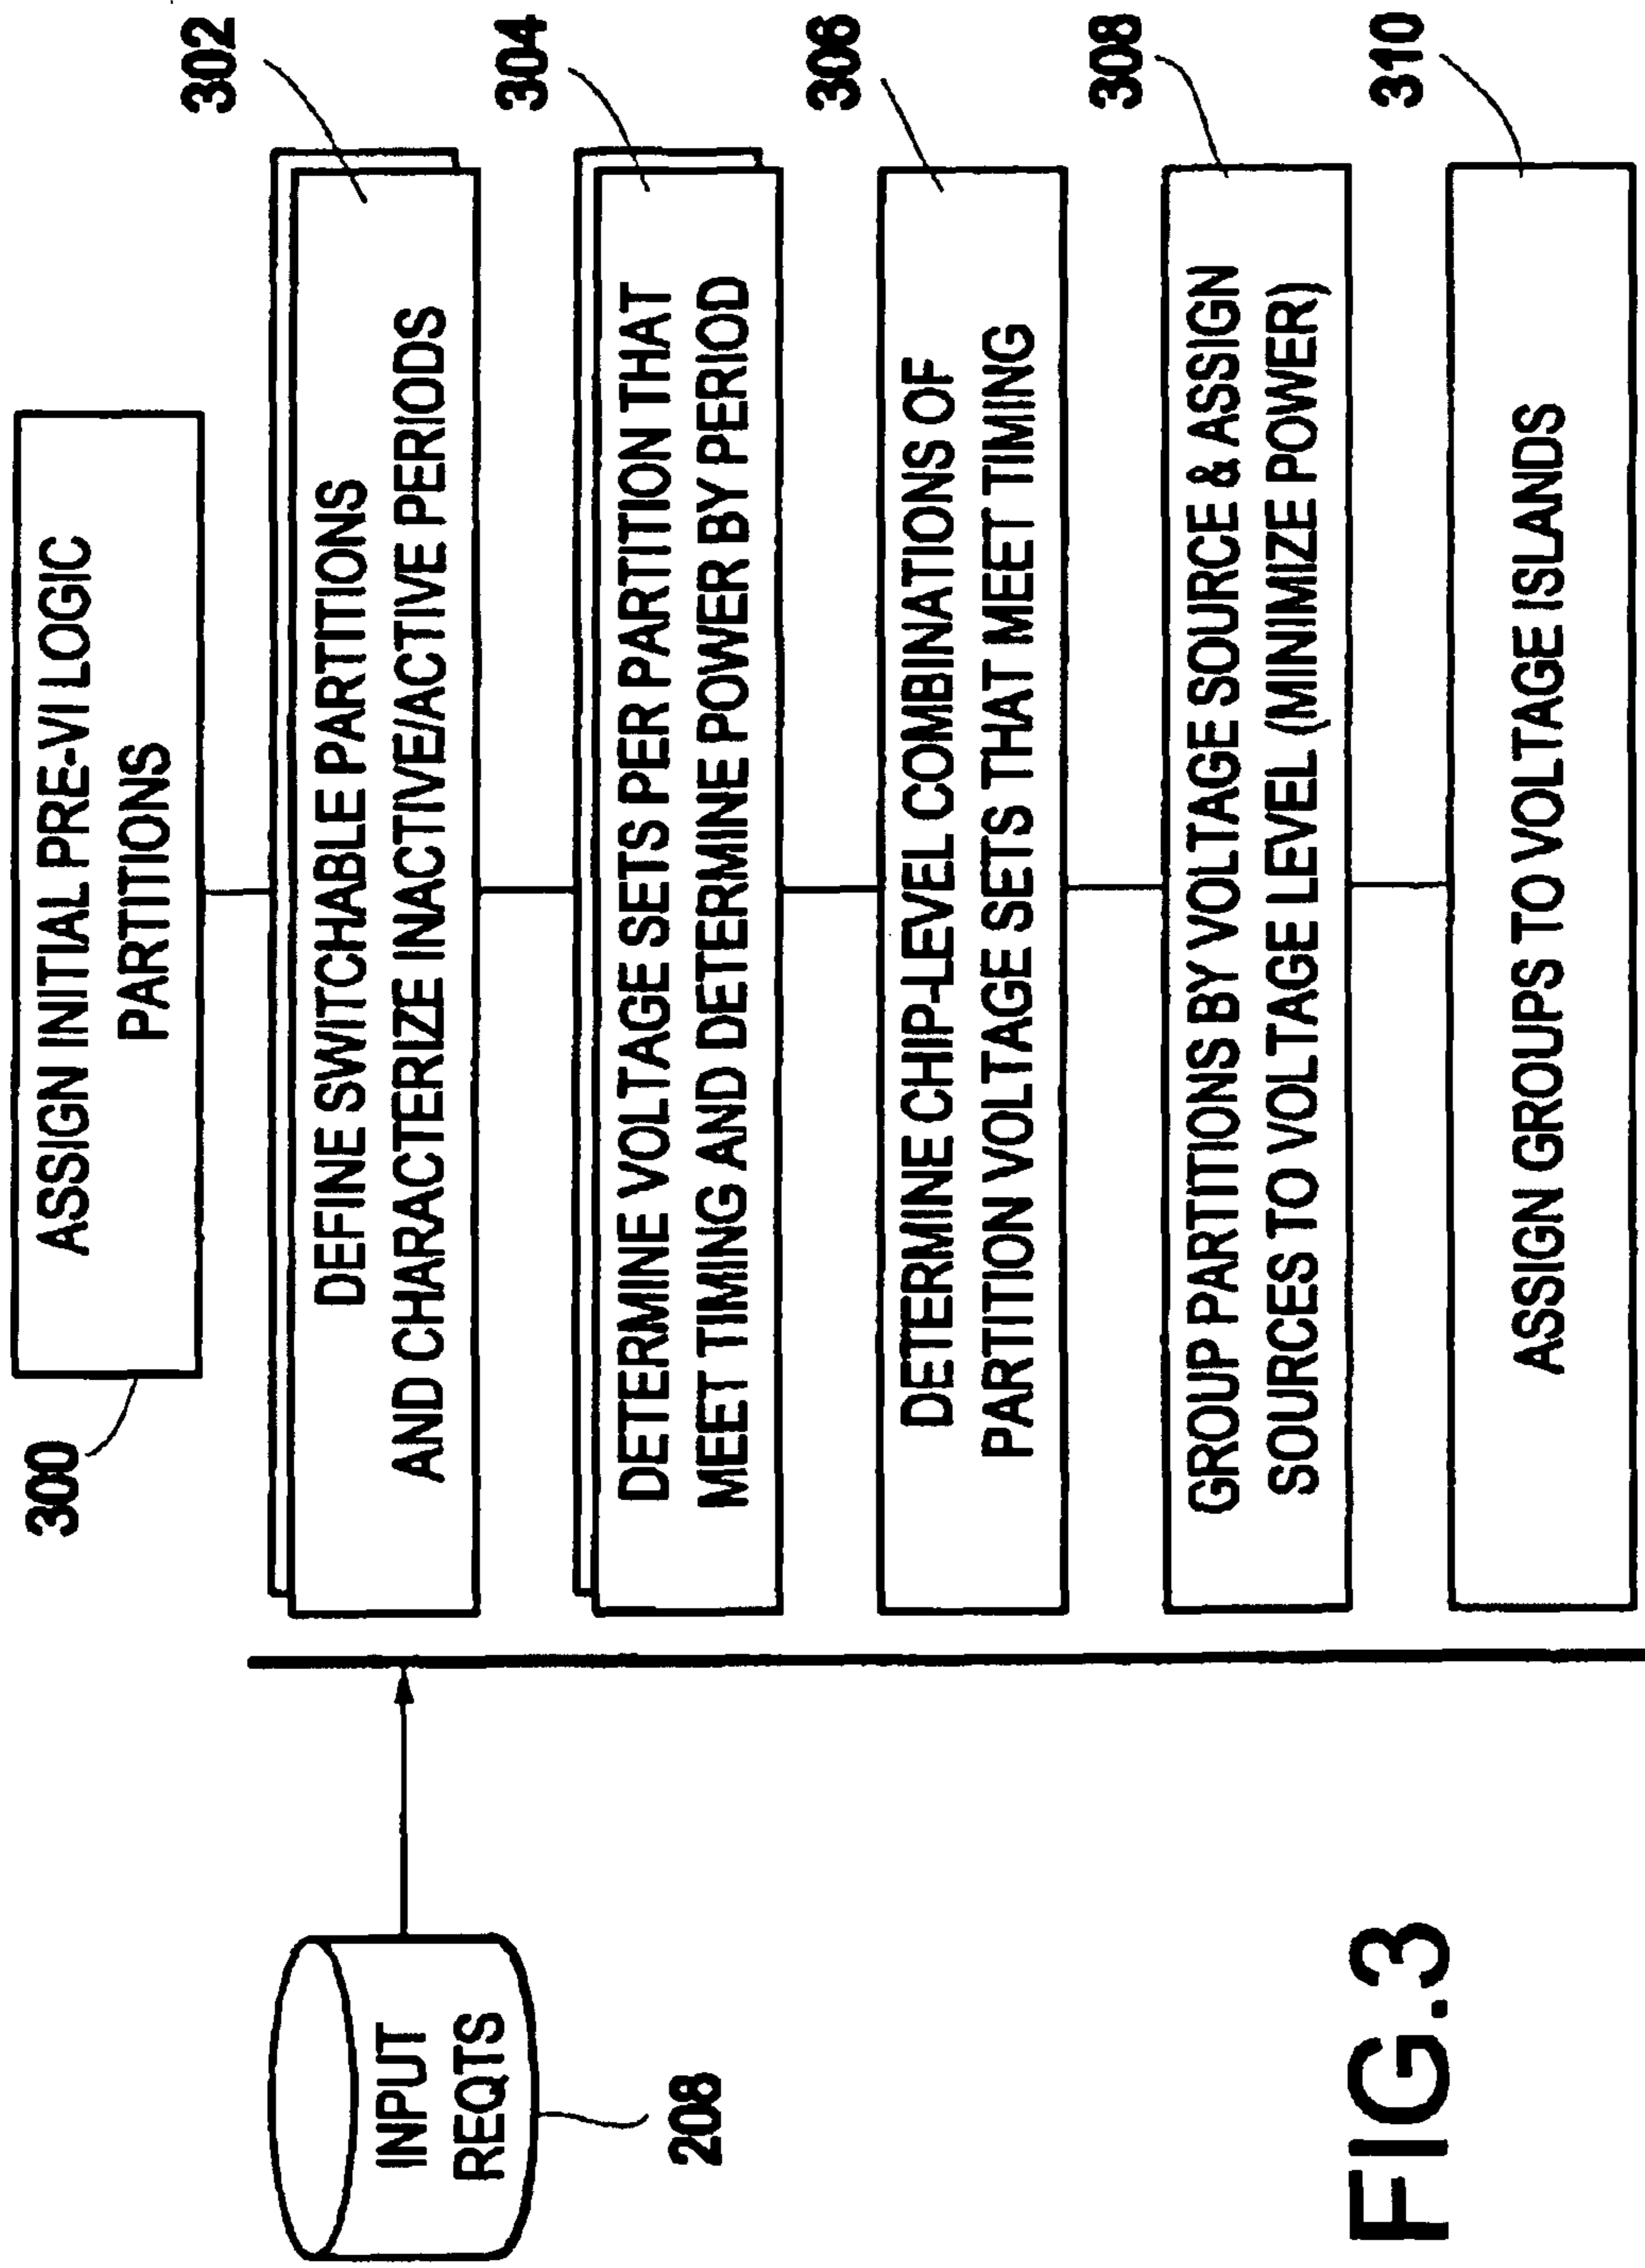 300
ASSIGN INITIAL PRE-VI LOGIC
PARTITIONS
302
DEFINE SWITCHABLE PARTITIONS
AND CHARACTERIZE INACTIVE/ACTIVE PERIODS
304
DETERMINE VOLTAGE SETS PER PARTITION THAT
MEET TIMING AND DETERMINE POWER BY PERIOD
306
DETERMINE CHIP-LEVEL COMBINATIONS OF
PARTITION VOLTAGE SETS THAT MEET TIMING
308
GROUP PARTITIONS BY VOLTAGE SOURCE & ASSIGN
SOURCES TO VOLTAGE LEVEL (MINIMIZE POWER)
310
ASSIGN GROUPS TO VOLTAGE ISLANDS
INPUT
REQTS
208
FIG.3